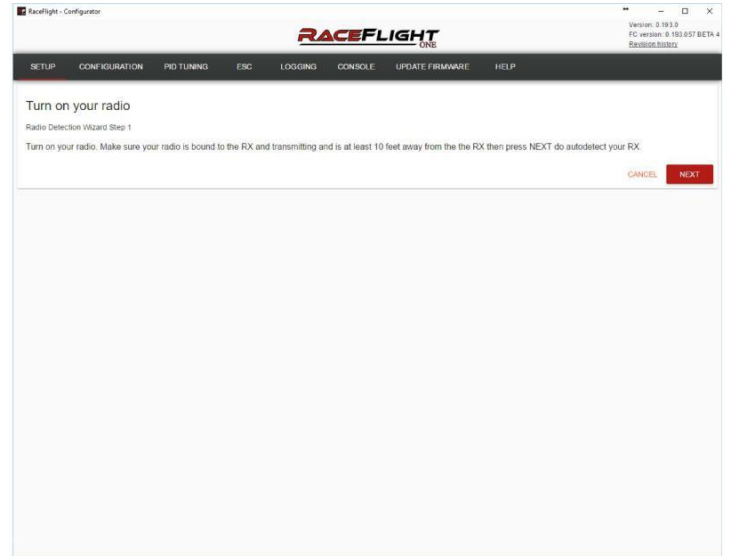 RaceFlight - Configurator
RACEFLIGHT
ONE
Version: 0.193.0
FC version: 0.193.057 BETA 4
Revision history
SETUP CONFIGURATION PID TUNING ESC LOGGING CONSOLE UPDATE FIRMWARE HELP
Turn on your radio
Radio Detection Wizard Step 1
Turn on your radio. Make sure your radio is bound to the RX and transmitting and is at least 10 feet away from the the RX then press NEXT do autodetect your RX.
CANCEL NEXT